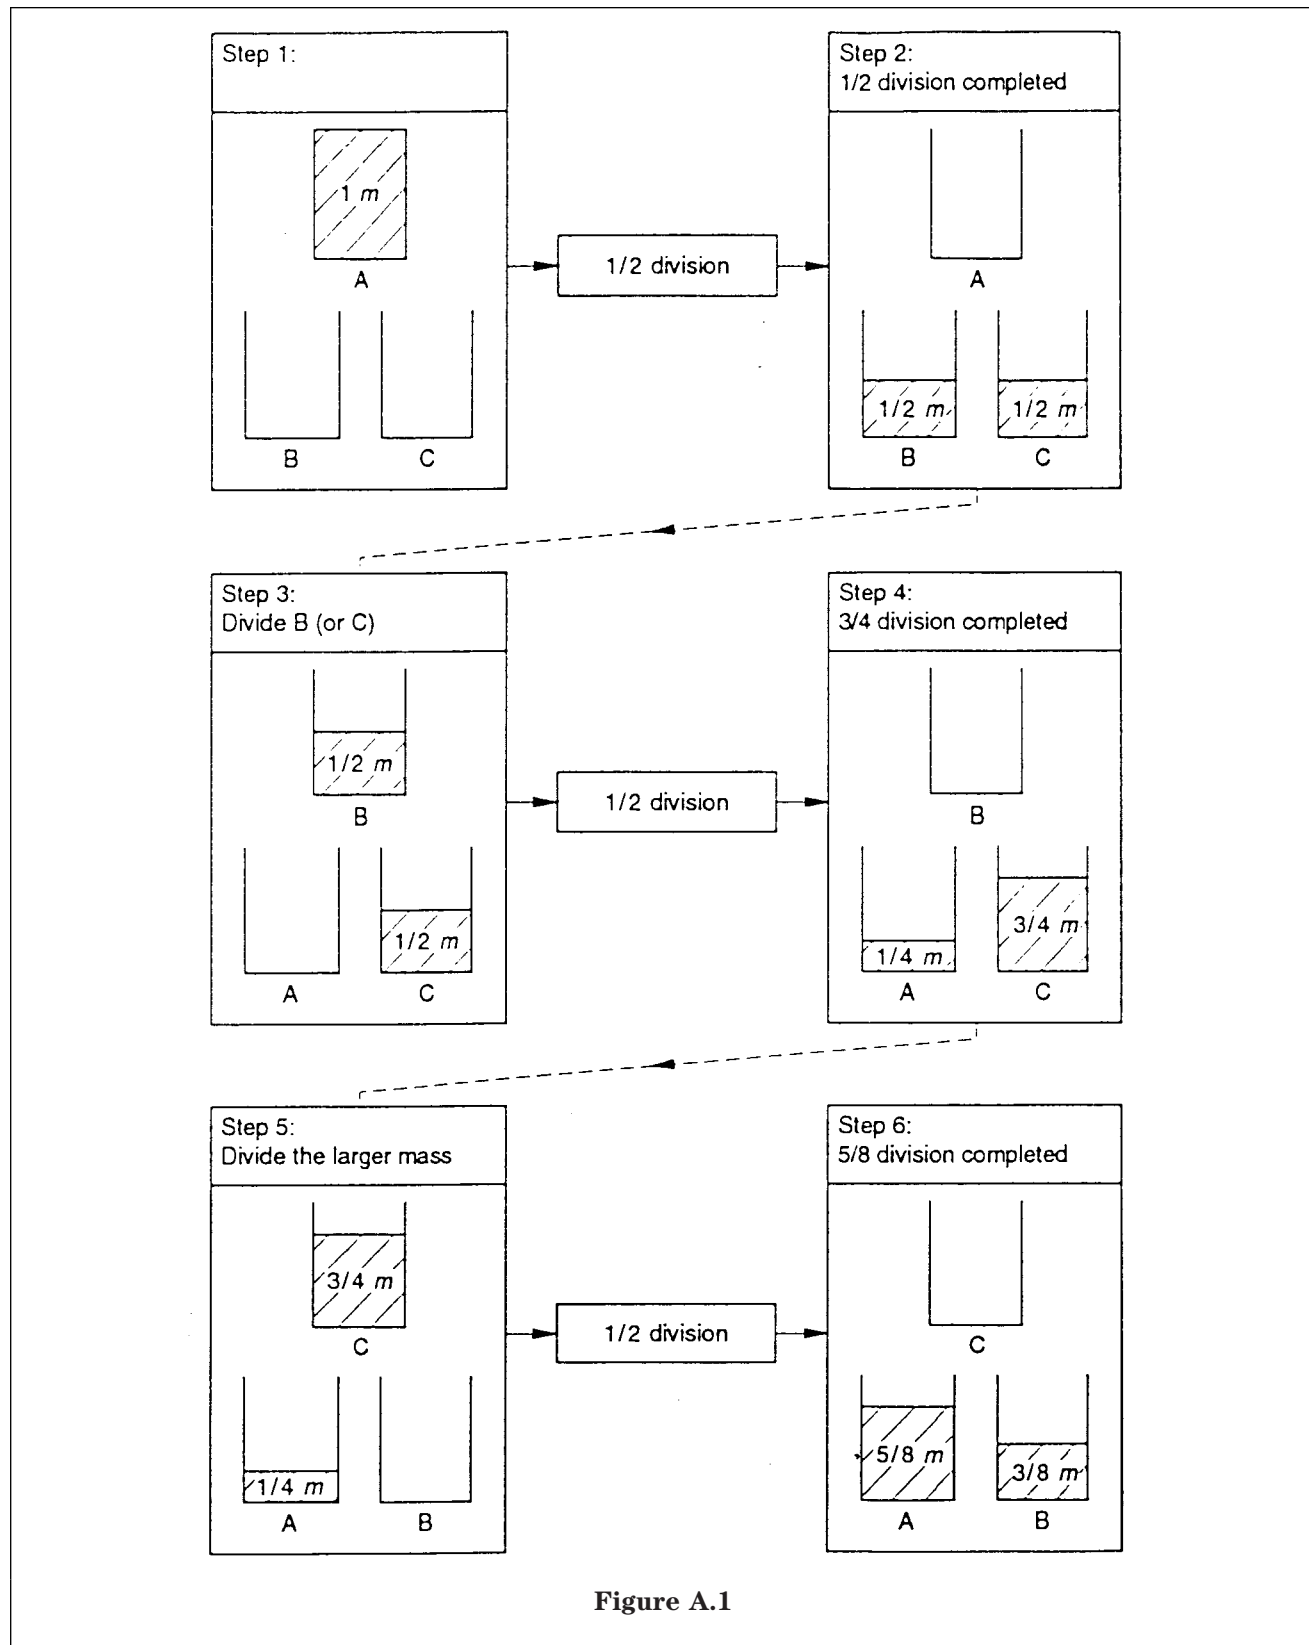 Step 1:
1 m
A
B C
1/2 division
Step 2:
1/2 division completed
A
1/2 m 1/2 m
B C
Step 3:
Divide B (or C)
1/2 m
B
1/2 m
A C
1/2 division
Step 4:
3/4 division completed
B
1/4 m 3/4 m
A C
Step 5:
Divide the larger mass
3/4 m
C
1/4 m
A B
1/2 division
Step 6:
5/8 division completed
C
5/8 m 3/8 m
A B
Figure A.1